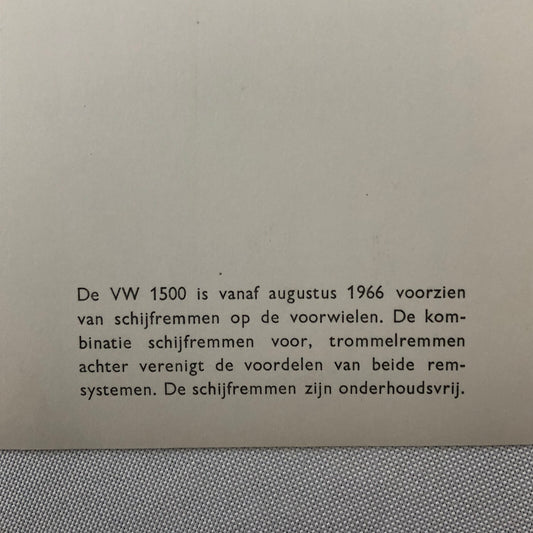 De VW 1500 is vanaf augustus 1966 voorzien
van schijfremmen op de voorwielen. De kom-
binatie schijfremmen voor, trommelremmen
achter verenigt de voordelen van beide rem-
systemen. De schijfremmen zijn onderhoudsvrij.